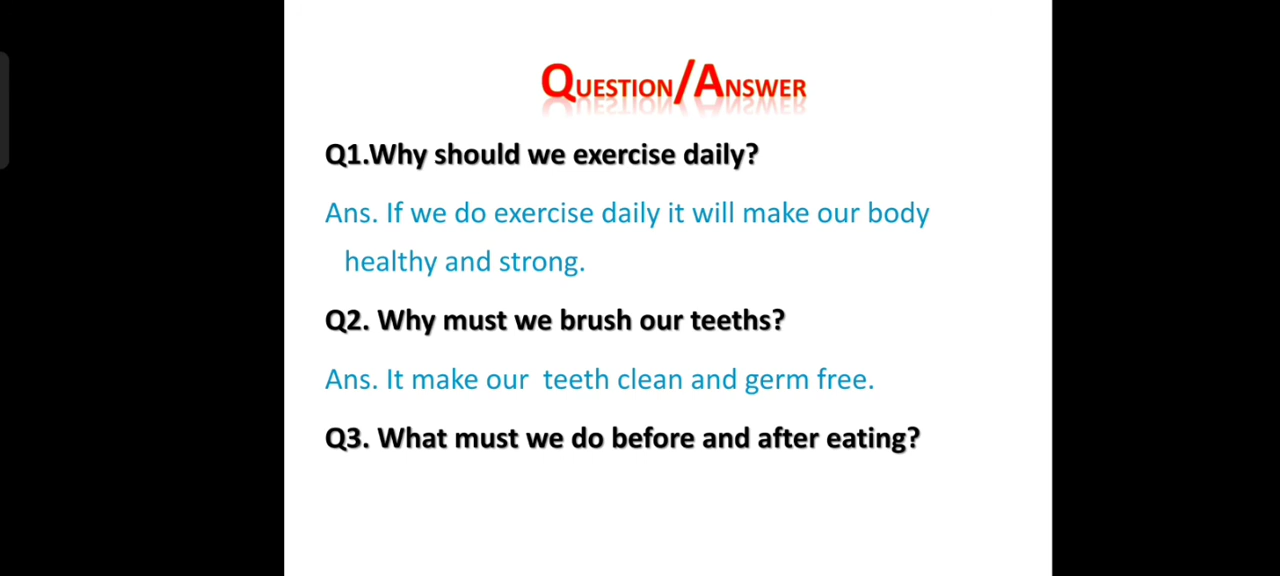 Question/Answer
Q1.Why should we exercise daily?
Ans. If we do exercise daily it will make our body
healthy and strong.
Q2. Why must we brush our teeths?
Ans. It make our teeth clean and germ free.
Q3. What must we do before and after eating?